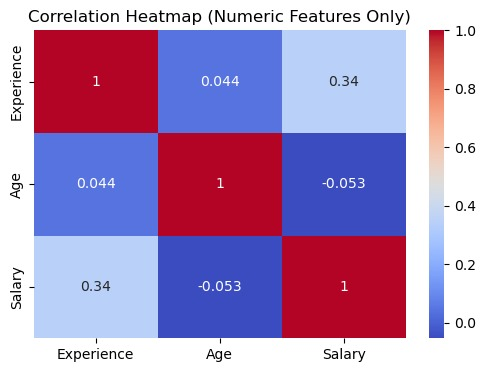 Correlation Heatmap (Numeric Features Only)
Experience
1
0.044
0.34
Age
0.044
1
-0.053
Salary
0.34
-0.053
1
Experience
Age
Salary
1.0
0.8
0.6
0.4
0.2
0.0